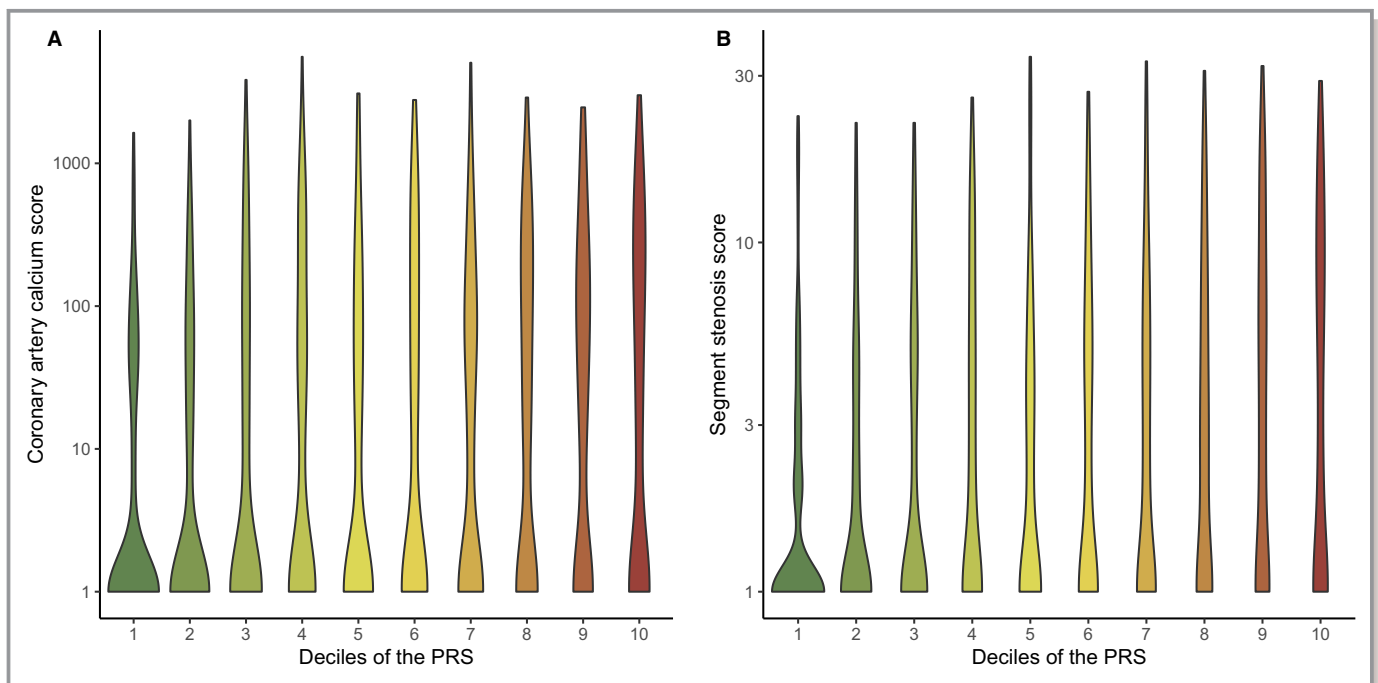 A
Coronary artery calcium score
1000
100
10
1
1 2 3 4 5 6 7 8 9 10
Deciles of the PRS
B
Segment stenosis score
30
10
3
1
1 2 3 4 5 6 7 8 9 10
Deciles of the PRS